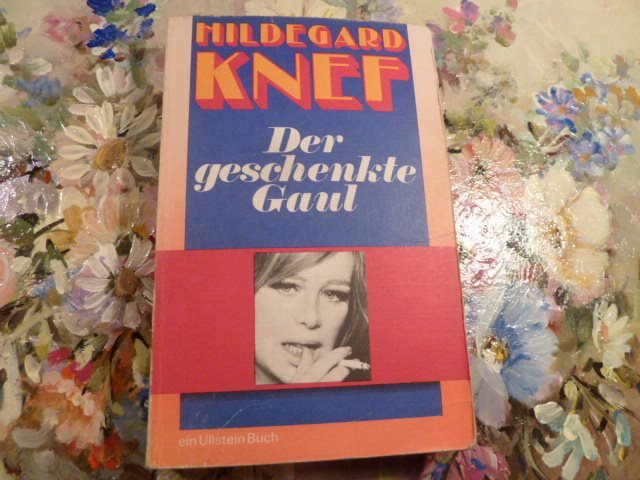 HILDEGARD
KNEF
Der
geschenkte
Gaul
ein Ullstein Buch